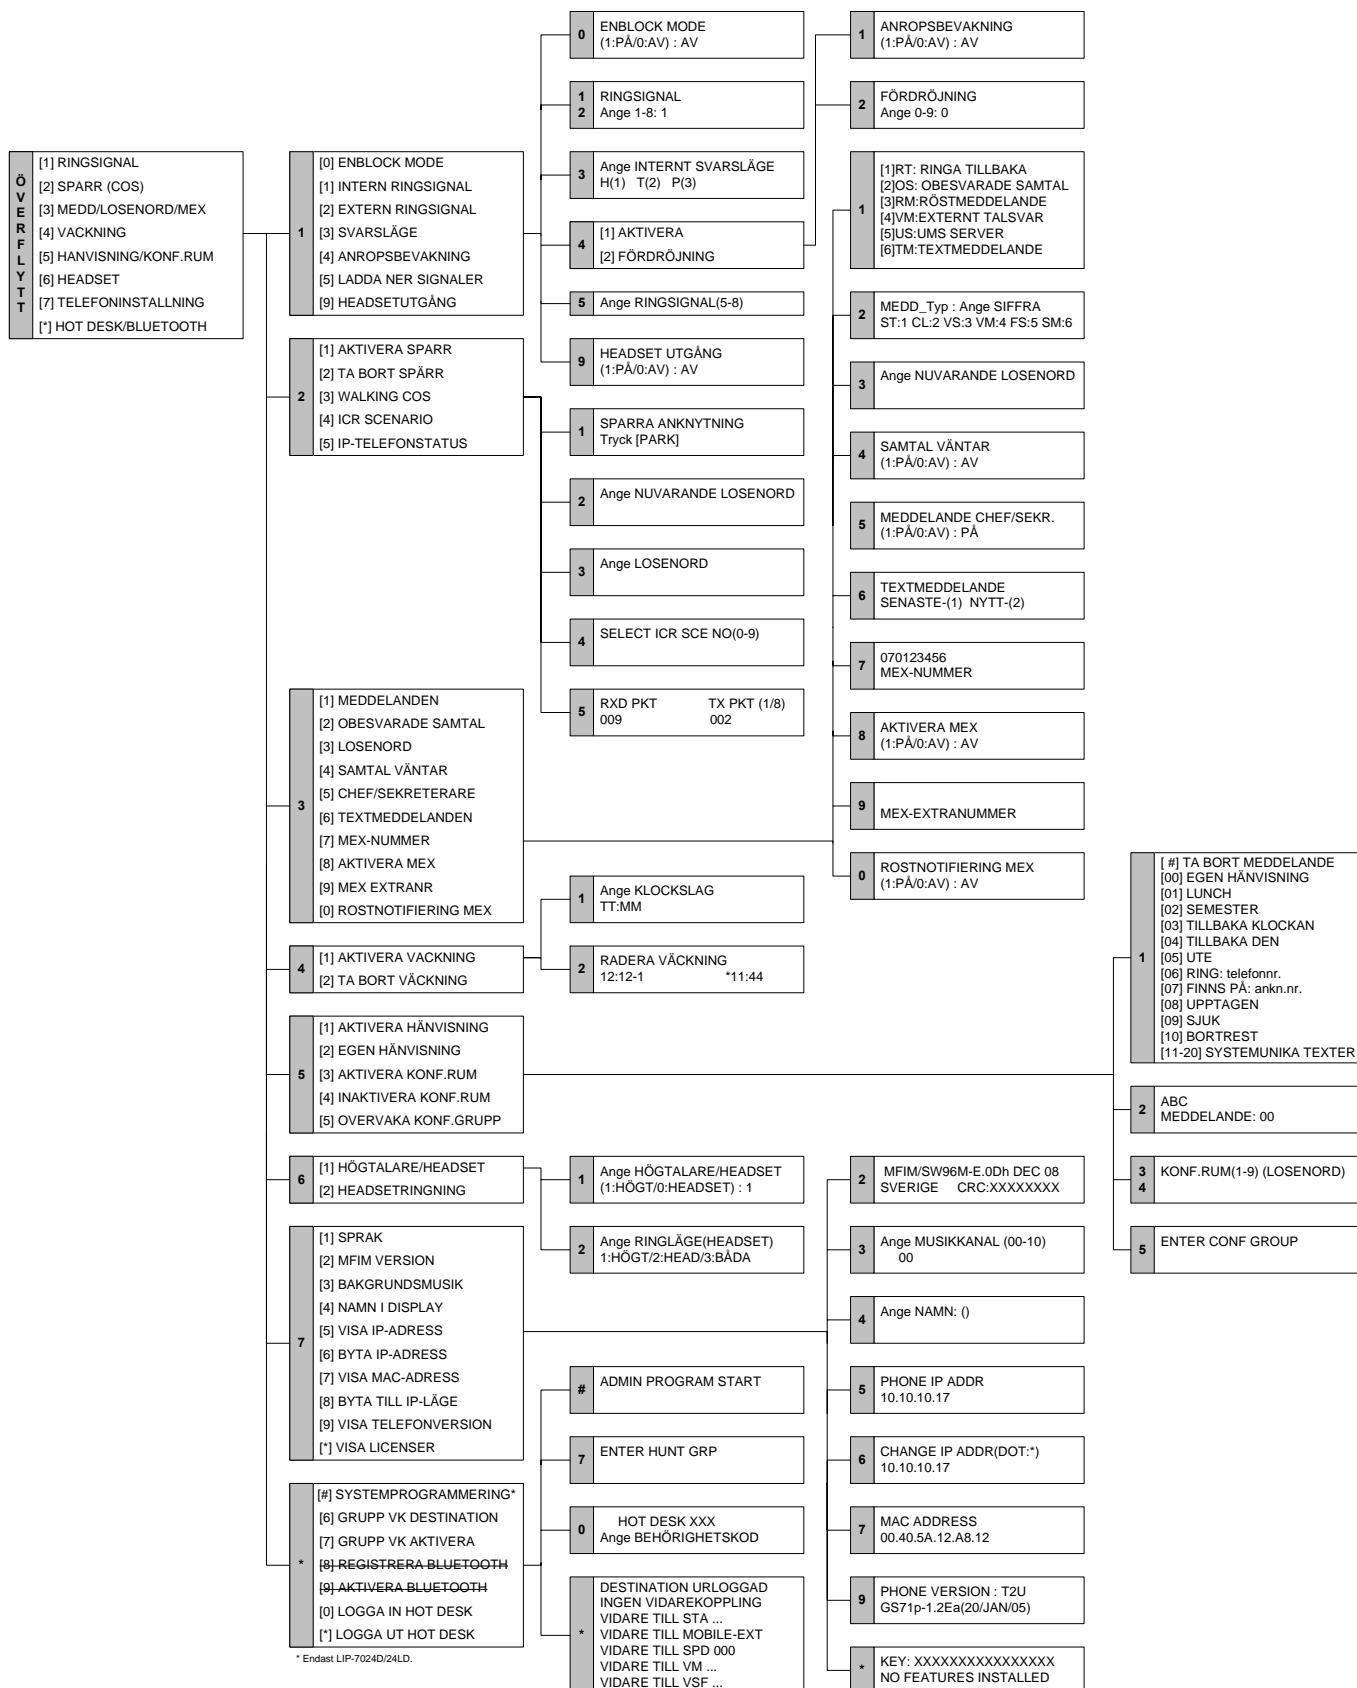 ÖVERFLYTT
[1] RINGSIGNAL
[2] SPARR (COS)
[3] MEDD/LOSENORD/MEX
[4] VACKNING
[5] HANVISNING/KONF.RUM
[6] HEADSET
[7] TELEFONINSTALLNING
[*] HOT DESK/BLUETOOTH
1
[0] ENBLOCK MODE
[1] INTERN RINGSIGNAL
[2] EXTERN RINGSIGNAL
[3] SVARSLÄGE
[4] ANROPSBEVAKNING
[5] LADDA NER SIGNALER
[9] HEADSETUTGÅNG
0
ENBLOCK MODE
(1:PÅ/0:AV) : AV
1
2
RINGSIGNAL
Ange 1-8: 1
3
Ange INTERNT SVARSLÄGE
H(1) T(2) P(3)
4
[1] AKTIVERA
[2] FÖRDRÖJNING
5
Ange RINGSIGNAL(5-8)
9
HEADSET UTGÅNG
(1:PÅ/0:AV) : AV
1
ANROPSBEVAKNING
(1:PÅ/0:AV) : AV
2
FÖRDRÖJNING
Ange 0-9: 0
2
[1] AKTIVERA SPARR
[2] TA BORT SPÄRR
[3] WALKING COS
[4] ICR SCENARIO
[5] IP-TELEFONSTATUS
1
SPARRA ANKNYTNING
Tryck [PARK]
2
Ange NUVARANDE LOSENORD
3
Ange LOSENORD
4
SELECT ICR SCE NO(0-9)
5
RXD PKT TX PKT (1/8)
009 002
3
[1] MEDDELANDEN
[2] OBESVARADE SAMTAL
[3] LOSENORD
[4] SAMTAL VÄNTAR
[5] CHEF/SEKRETERARE
[6] TEXTMEDDELANDEN
[7] MEX-NUMMER
[8] AKTIVERA MEX
[9] MEX EXTRANR
[0] ROSTNOTIFIERING MEX
1
[1]RT: RINGA TILLBAKA
[2]OS: OBESVARADE SAMTAL
[3]RM:RÖSTMEDDELANDE
[4]VM:EXTERNT TALSVAR
[5]US:UMS SERVER
[6]TM:TEXTMEDDELANDE
2
MEDD_Typ : Ange SIFFRA
ST:1 CL:2 VS:3 VM:4 FS:5 SM:6
3
Ange NUVARANDE LOSENORD
4
SAMTAL VÄNTAR
(1:PÅ/0:AV) : AV
5
MEDDELANDE CHEF/SEKR.
(1:PÅ/0:AV) : PÅ
6
TEXTMEDDELANDE
SENASTE-(1) NYTT-(2)
7
070123456
MEX-NUMMER
8
AKTIVERA MEX
(1:PÅ/0:AV) : AV
9
MEX-EXTRANUMMER
0
ROSTNOTIFIERING MEX
(1:PÅ/0:AV) : AV
4
[1] AKTIVERA VACKNING
[2] TA BORT VÄCKNING
1
Ange KLOCKSLAG
TT:MM
2
RADERA VÄCKNING
12:12-1 *11:44
5
[1] AKTIVERA HÄNVISNING
[2] EGEN HÄNVISNING
[3] AKTIVERA KONF.RUM
[4] INAKTIVERA KONF.RUM
[5] OVERVAKA KONF.GRUPP
1
[ #] TA BORT MEDDELANDE
[00] EGEN HÄNVISNING
[01] LUNCH
[02] SEMESTER
[03] TILLBAKA KLOCKAN
[04] TILLBAKA DEN
[05] UTE
[06] RING: telefonnr.
[07] FINNS PÅ: ankn.nr.
[08] UPPTAGEN
[09] SJUK
[10] BORTREST
[11-20] SYSTEMUNIKA TEXTER
2
ABC
MEDDELANDE: 00
3
4
KONF.RUM(1-9) (LOSENORD)
5
ENTER CONF GROUP
6
[1] HÖGTALARE/HEADSET
[2] HEADSETRINGNING
1
Ange HÖGTALARE/HEADSET
(1:HÖGT/0:HEADSET) : 1
2
Ange RINGLÄGE(HEADSET)
1:HÖGT/2:HEAD/3:BÅDA
7
[1] SPRAK
[2] MFIM VERSION
[3] BAKGRUNDSMUSIK
[4] NAMN I DISPLAY
[5] VISA IP-ADRESS
[6] BYTA IP-ADRESS
[7] VISA MAC-ADRESS
[8] BYTA TILL IP-LÄGE
[9] VISA TELEFONVERSION
[*] VISA LICENSER
2
MFIM/SW96M-E.0Dh DEC 08
SVERIGE CRC:XXXXXXXX
3
Ange MUSIKKANAL (00-10)
00
4
Ange NAMN: ()
5
PHONE IP ADDR
10.10.10.17
6
CHANGE IP ADDR(DOT:*)
10.10.10.17
7
MAC ADDRESS
00.40.5A.12.A8.12
9
PHONE VERSION : T2U
GS71p-1.2Ea(20/JAN/05)
*
KEY: XXXXXXXXXXXXXXXX
NO FEATURES INSTALLED
*
[#] SYSTEMPROGRAMMERING*
[6] GRUPP VK DESTINATION
[7] GRUPP VK AKTIVERA
[8] REGISTRERA BLUETOOTH
[9] AKTIVERA BLUETOOTH
[0] LOGGA IN HOT DESK
[*] LOGGA UT HOT DESK
* Endast LIP-7024D/24LD.
#
ADMIN PROGRAM START
7
ENTER HUNT GRP
0
HOT DESK XXX
Ange BEHÖRIGHETSKOD
*
DESTINATION URLOGGAD
INGEN VIDAREKOPPLING
VIDARE TILL STA ...
VIDARE TILL MOBILE-EXT
VIDARE TILL SPD 000
VIDARE TILL VM ...
VIDARE TILL VSF ...